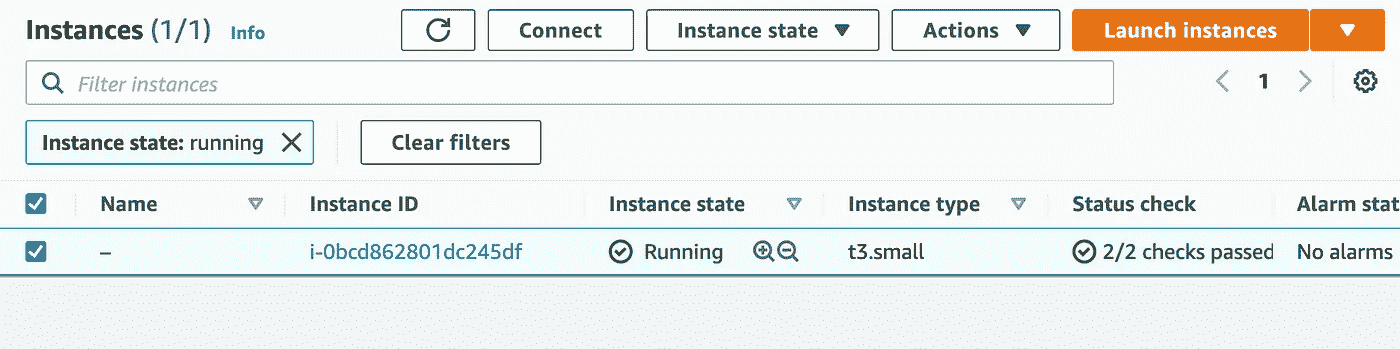 Instances (1/1) Info Connect Instance state Actions Launch instances
Filter instances 1
Instance state: running Clear filters
Name Instance ID Instance state Instance type Status check Alarm stat
– i-0bcd862801dc245df Running t3.small 2/2 checks passed No alarms